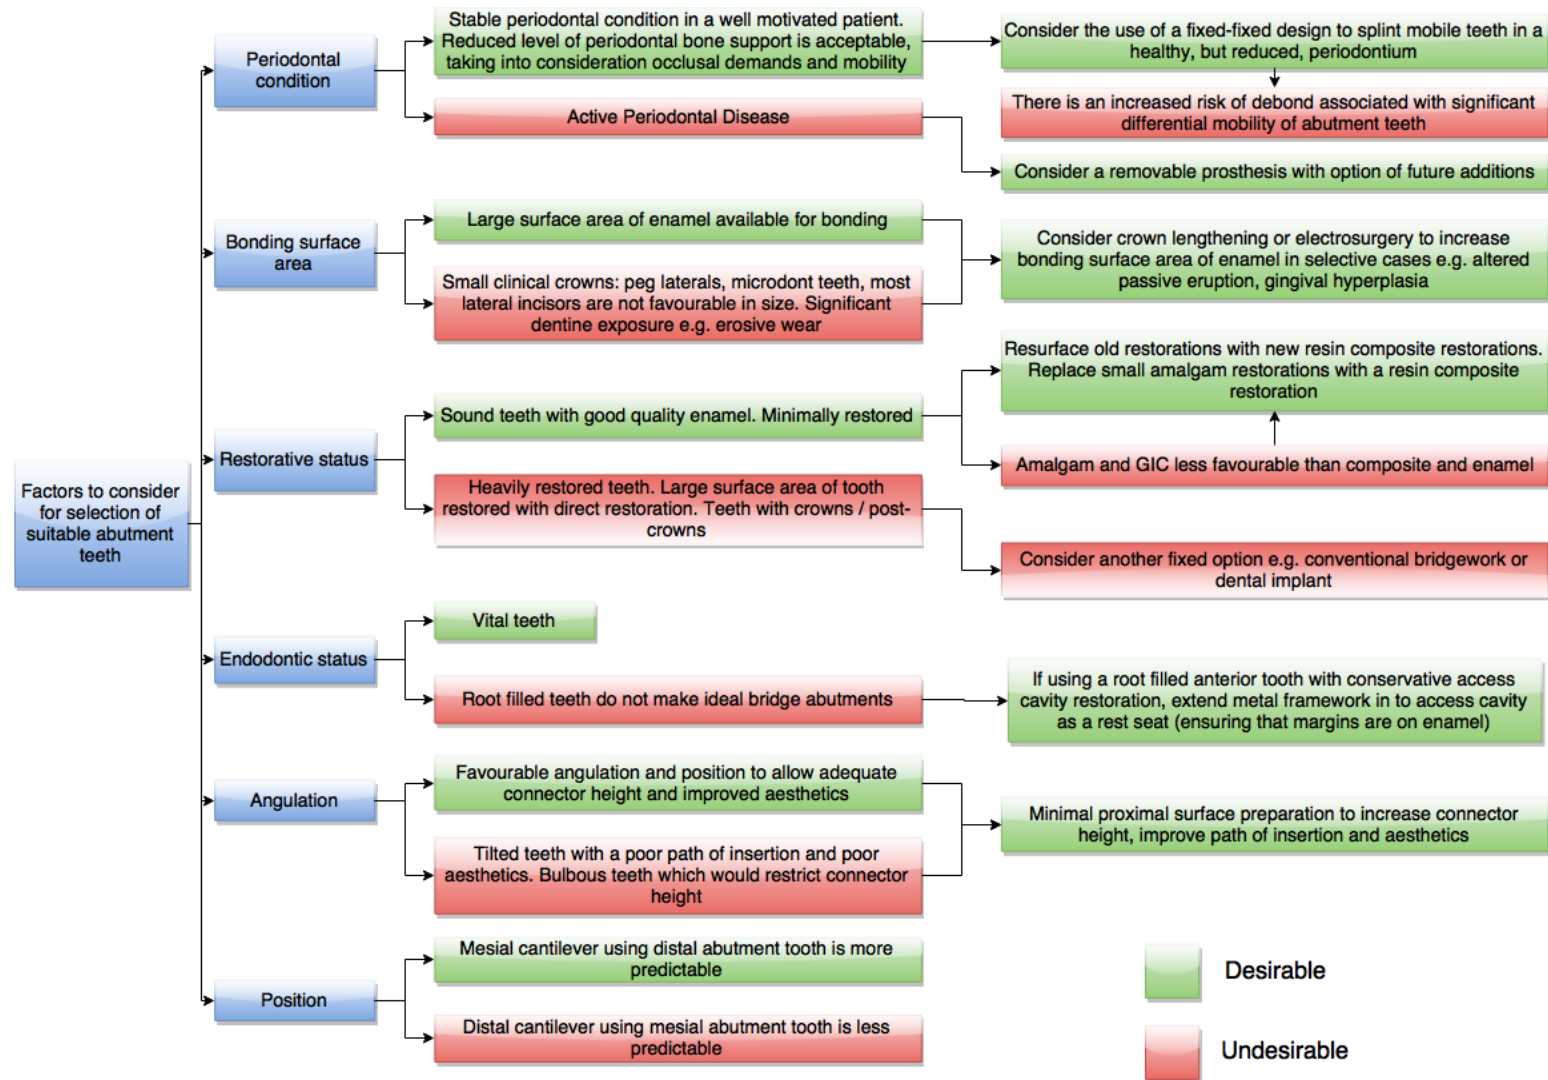 Factors to consider
for selection of
suitable abutment
teeth
Periodontal
condition
Stable periodontal condition in a well motivated patient.
Reduced level of periodontal bone support is acceptable,
taking into consideration occlusal demands and mobility
Consider the use of a fixed-fixed design to splint mobile teeth in a
healthy, but reduced, periodontium
There is an increased risk of debond associated with significant
differential mobility of abutment teeth
Active Periodontal Disease
Consider a removable prosthesis with option of future additions
Bonding surface
area
Large surface area of enamel available for bonding
Small clinical crowns: peg laterals, microdont teeth, most
lateral incisors are not favourable in size. Significant
dentine exposure e.g. erosive wear
Consider crown lengthening or electrosurgery to increase
bonding surface area of enamel in selective cases e.g. altered
passive eruption, gingival hyperplasia
Restorative status
Sound teeth with good quality enamel. Minimally restored
Resurface old restorations with new resin composite restorations.
Replace small amalgam restorations with a resin composite
restoration
Amalgam and GIC less favourable than composite and enamel
Heavily restored teeth. Large surface area of tooth
restored with direct restoration. Teeth with crowns / post-
crowns
Consider another fixed option e.g. conventional bridgework or
dental implant
Endodontic status
Vital teeth
Root filled teeth do not make ideal bridge abutments
If using a root filled anterior tooth with conservative access
cavity restoration, extend metal framework in to access cavity
as a rest seat (ensuring that margins are on enamel)
Angulation
Favourable angulation and position to allow adequate
connector height and improved aesthetics
Tilted teeth with a poor path of insertion and poor
aesthetics. Bulbous teeth which would restrict connector
height
Minimal proximal surface preparation to increase connector
height, improve path of insertion and aesthetics
Position
Mesial cantilever using distal abutment tooth is more
predictable
Distal cantilever using mesial abutment tooth is less
predictable
Desirable
Undesirable